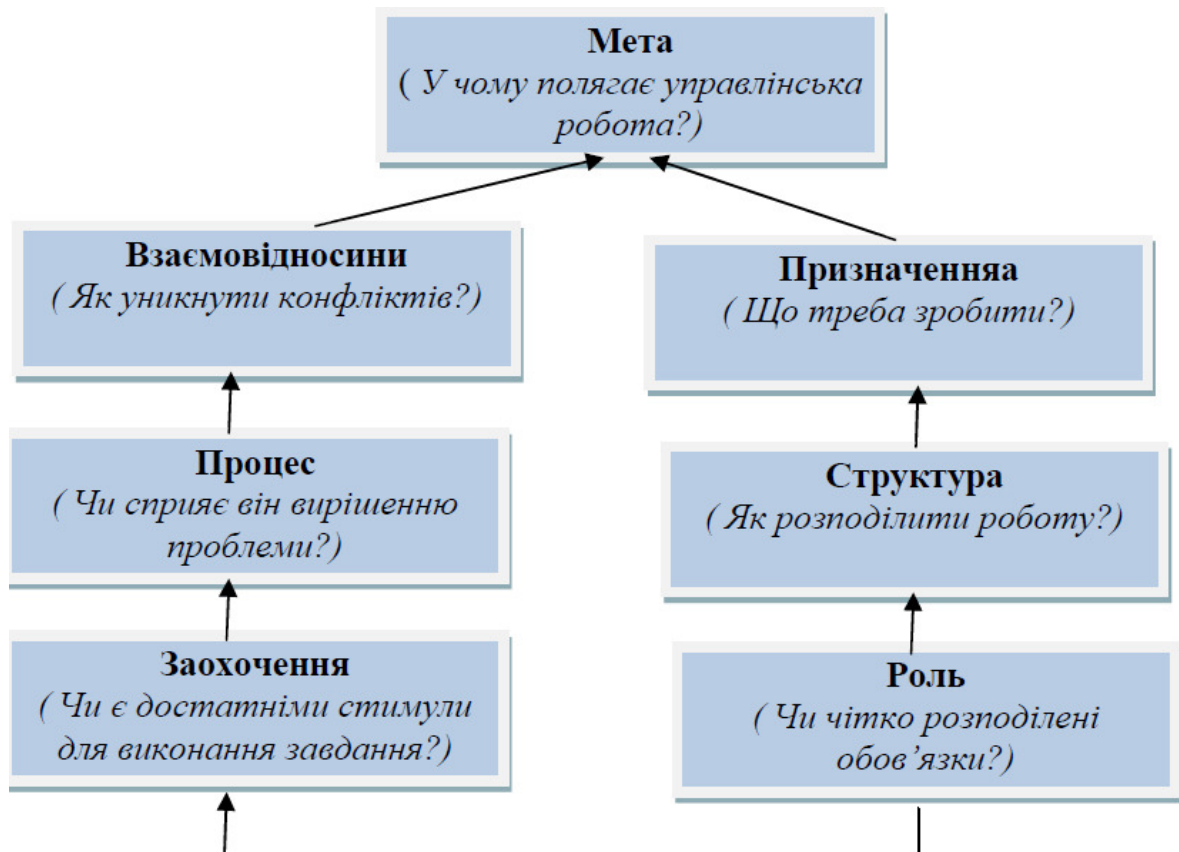 Мета
( У чому полягає управлінська
робота?)
Взаємовідносини
( Як уникнути конфліктів?)
Призначенняа
( Що треба зробити?)
Процес
( Чи сприяє він вирішенню
проблеми?)
Структура
( Як розподілити роботу?)
Заохочення
( Чи є достатніми стимули
для виконання завдання?)
Роль
( Чи чітко розподілені
обов’язки?)